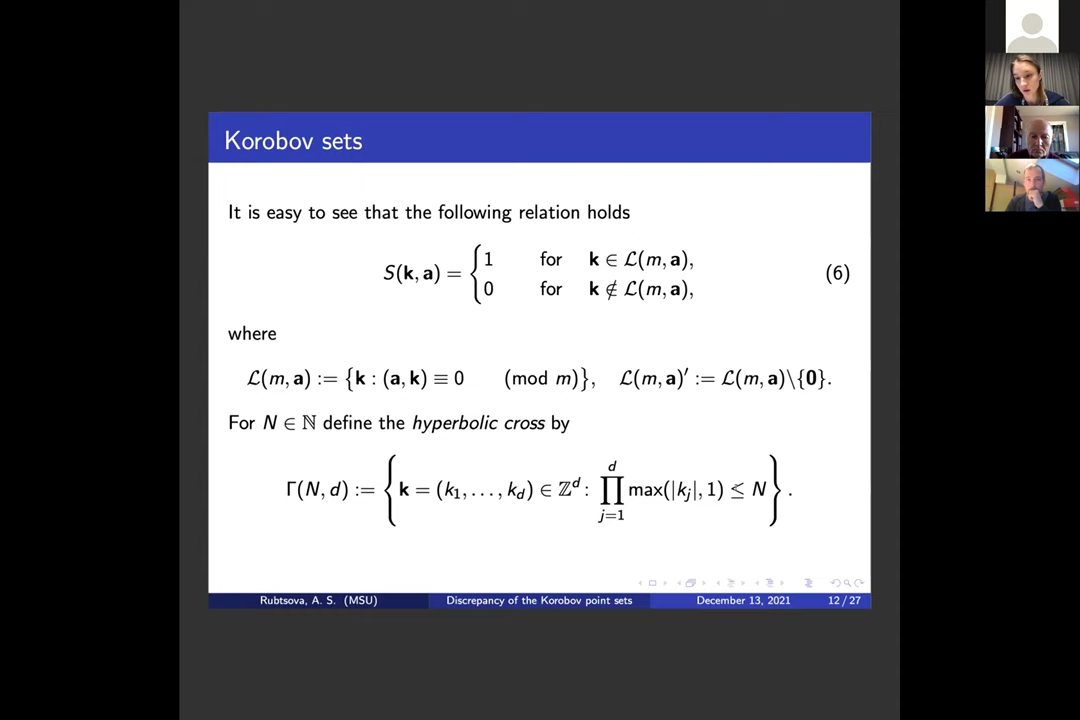 Korobov sets
It is easy to see that the following relation holds
S(k, a) = { 1 for k ∈ ℒ(m, a), 0 for k ∉ ℒ(m, a), (6)
where
ℒ(m, a) := {k : (a, k) ≡ 0 (mod m)}, ℒ(m, a)′ := ℒ(m, a)\{0}.
For N ∈ ℕ define the hyperbolic cross by
Γ(N, d) := { k = (k₁, . . . , k_d) ∈ ℤᵈ : ∏_{j=1}^{d} max(|k_j|, 1) ≤ N } .
Rubtsova, A. S. (MSU) Discrepancy of the Korobov point sets December 13, 2021 12 / 27